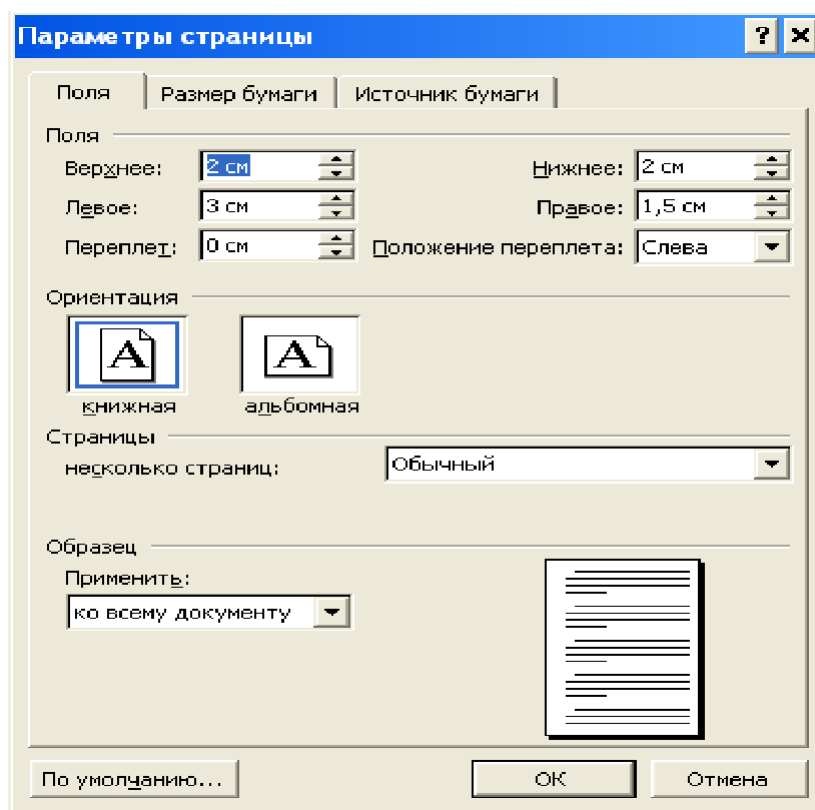 Параметры страницы
Поля Размер бумаги Источник бумаги
Поля
Верхнее: 2 см Нижнее: 2 см
Левое: 3 см Правое: 1,5 см
Переплет: 0 см Положение переплета: Слева
Ориентация
A A
книжная альбомная
Страницы
несколько страниц: Обычный
Образец
Применить:
ко всему документу
По умолчанию... ОК Отмена